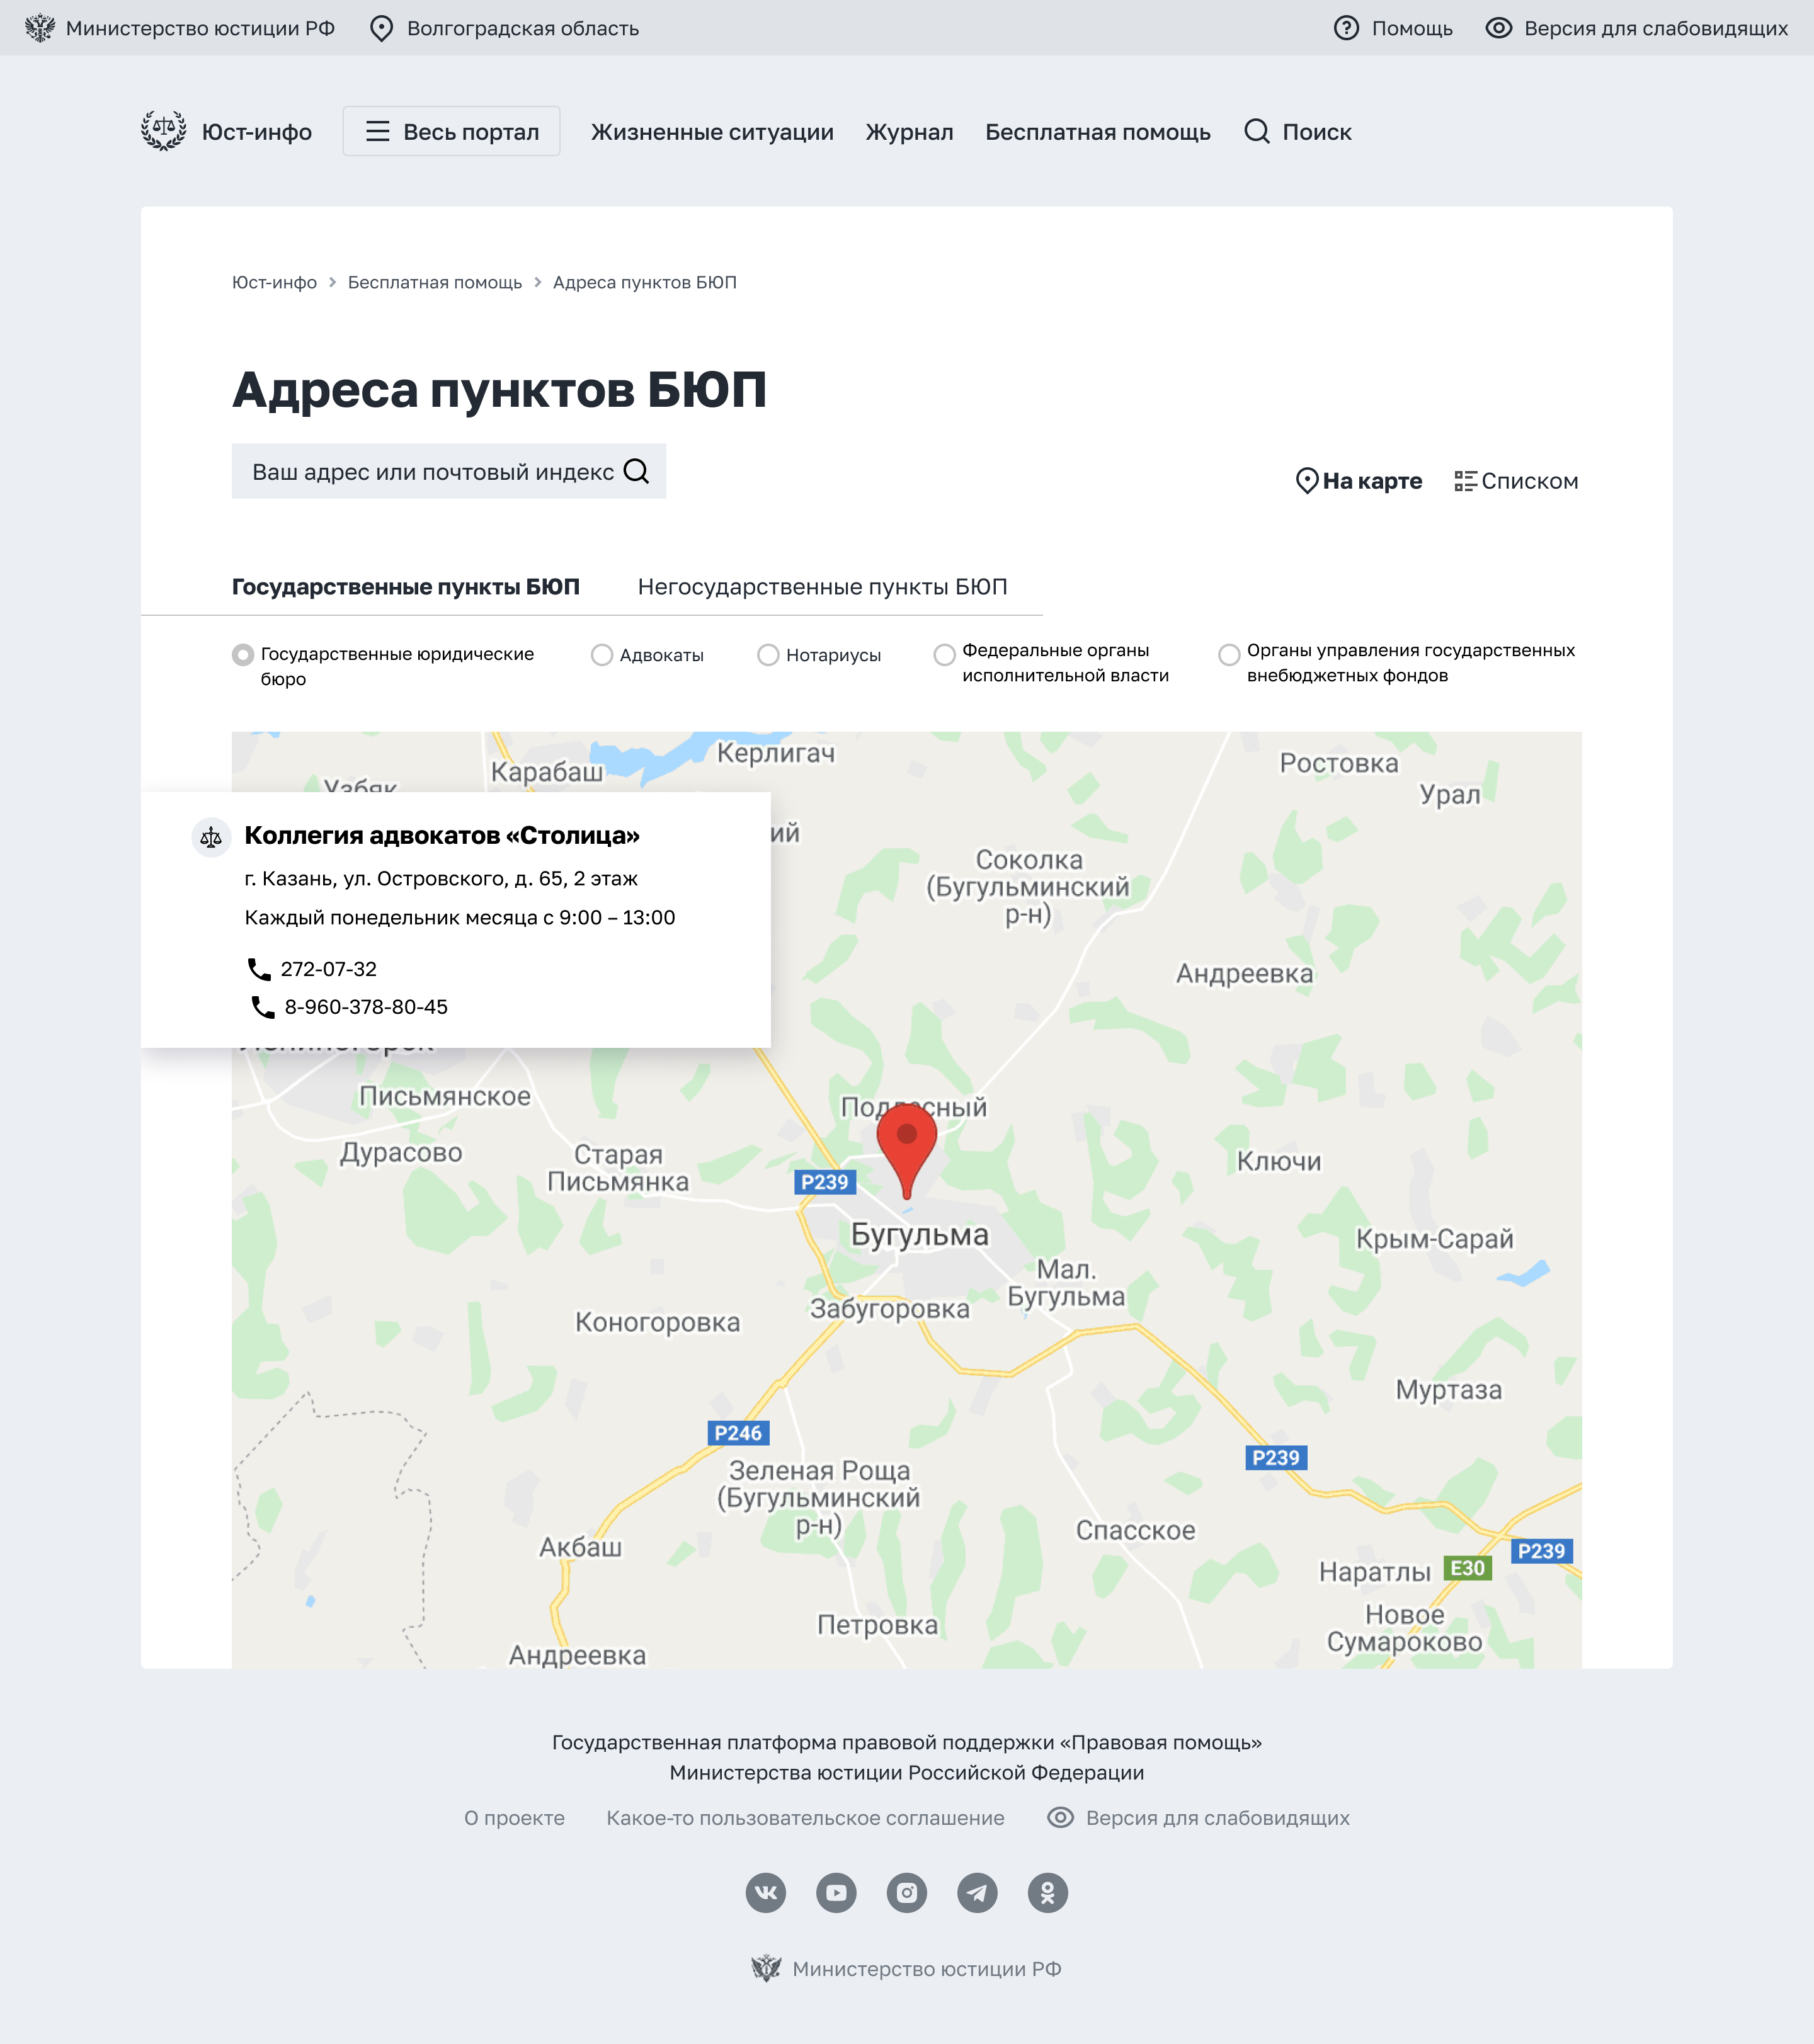 Министерство юстиции РФ
Волгоградская область
Помощь
Версия для слабовидящих
Юст-инфо
Весь портал
Жизненные ситуации
Журнал
Бесплатная помощь
Поиск
Юст-инфо > Бесплатная помощь > Адреса пунктов БЮП
Адреса пунктов БЮП
Ваш адрес или почтовый индекс
На карте
Списком
Государственные пункты БЮП
Негосударственные пункты БЮП
Государственные юридические
бюро
Адвокаты
Нотариусы
Федеральные органы
исполнительной власти
Органы управления государственных
внебюджетных фондов
Керлигач
Карабаш
Ростовка
Узбяк
Урал
Коллегия адвокатов «Столица»
г. Казань, ул. Островского, д. 65, 2 этаж
Каждый понедельник месяца с 9:00 – 13:00
272-07-32
8-960-378-80-45
ий
Соколка
(Бугульминский
р-н)
Андреевка
Письмянское
Дурасово
Старая
Письмянка
Р239
Ключи
Бугульма
Крым-Сарай
Мал.
Бугульма
Забугоровка
Коногоровка
Муртаза
Р246
Р239
Зеленая Роща
(Бугульминский
р-н)
Спасское
Акбаш
Р239
Наратлы
E30
Новое
Сумароково
Петровка
Андреевка
Государственная платформа правовой поддержки «Правовая помощь»
Министерства юстиции Российской Федерации
О проекте
Какое-то пользовательское соглашение
Версия для слабовидящих
Министерство юстиции РФ